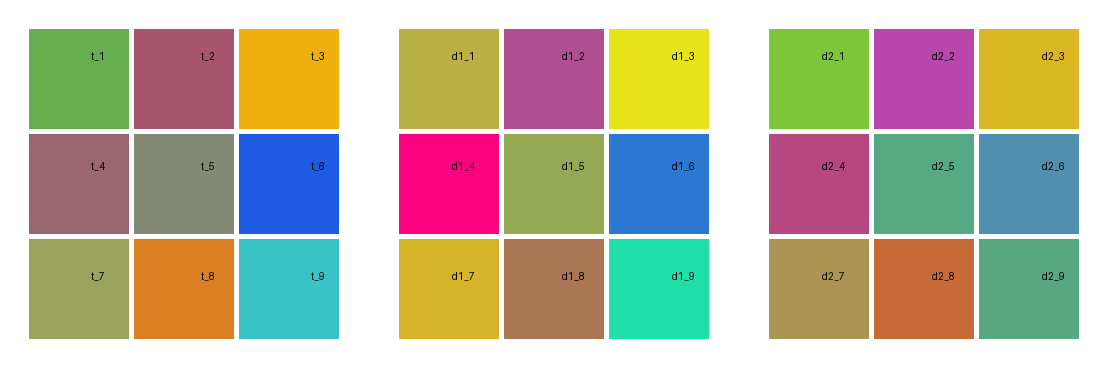 t_1 t_2 t_3 d1_1 d1_2 d1_3 d2_1 d2_2 d2_3
t_4 t_5 t_6 d1_4 d1_5 d1_6 d2_4 d2_5 d2_6
t_7 t_8 t_9 d1_7 d1_8 d1_9 d2_7 d2_8 d2_9